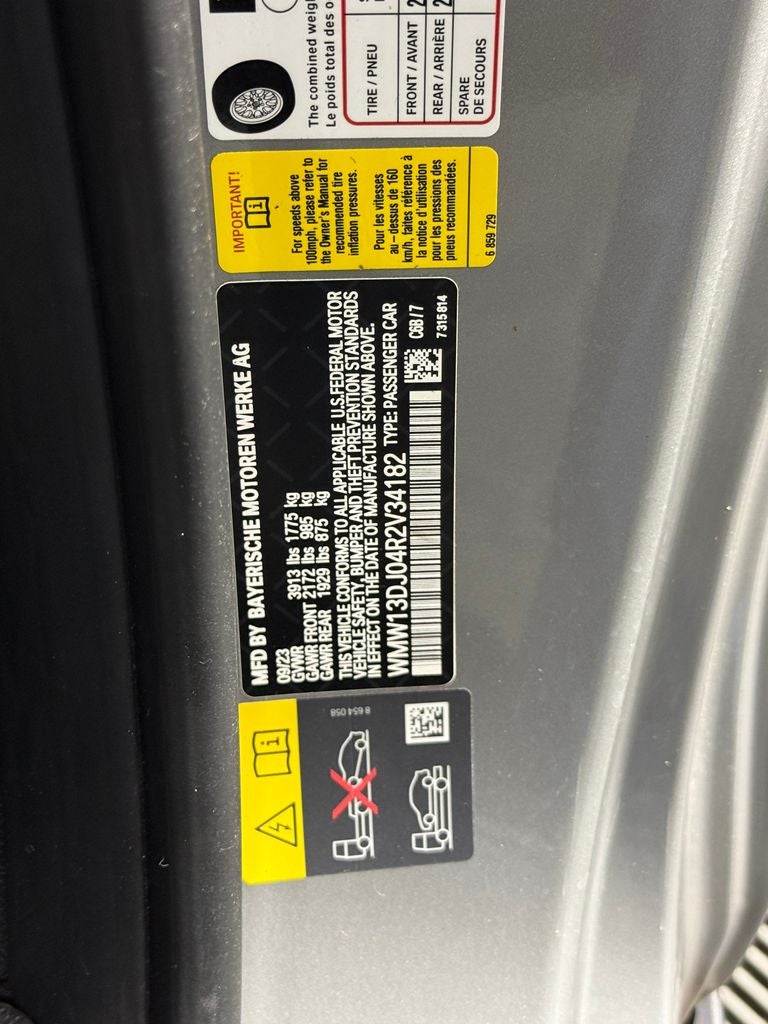 The combined weigh
Le poids total des o
TIRE / PNEU
FRONT / AVANT 2
REAR / ARRIÈRE 2
SPARE
DE SECOURS
IMPORTANT!
For speeds above
100mph, please refer to
the Owner's Manual for
recommended tire
inflation pressures.
Pour les vitesses
au-dessus de 160
km/h, faites référence à
la notice d'utilisation
pour les pressions des
pneus recommandées.
6 859 729
MFD BY BAYERISCHE MOTOREN WERKE AG
09/23
GVWR 3913 lbs 1775 kg
GAWR FRONT 2172 lbs 985 kg
GAWR REAR 1929 lbs 875 kg
THIS VEHICLE CONFORMS TO ALL APPLICABLE U.S.FEDERAL MOTOR
VEHICLE SAFETY, BUMPER AND THEFT PREVENTION STANDARDS
IN EFFECT ON THE DATE OF MANUFACTURE SHOWN ABOVE.
WMW13DJ04R2V34182 TYPE: PASSENGER CAR C6B/7
7315814
8 654 058